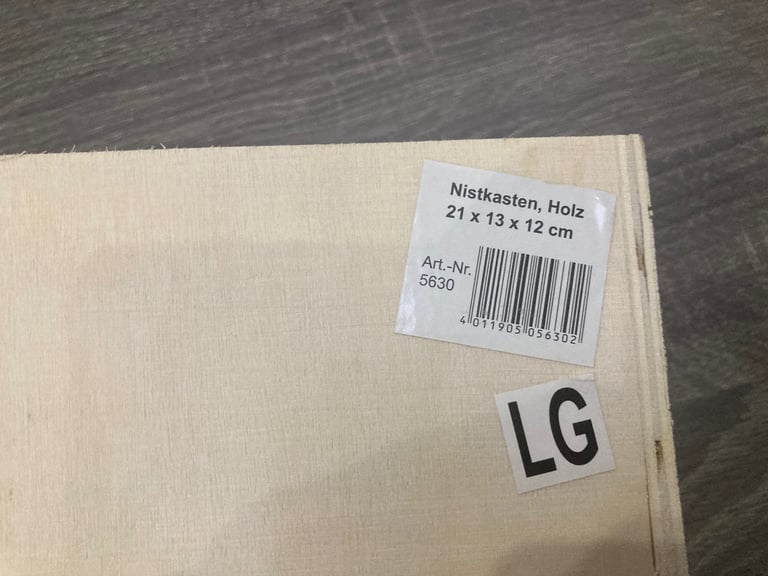 Nistkasten, Holz
21 x 13 x 12 cm
Art.-Nr.
5630
4 011905 056302
LG